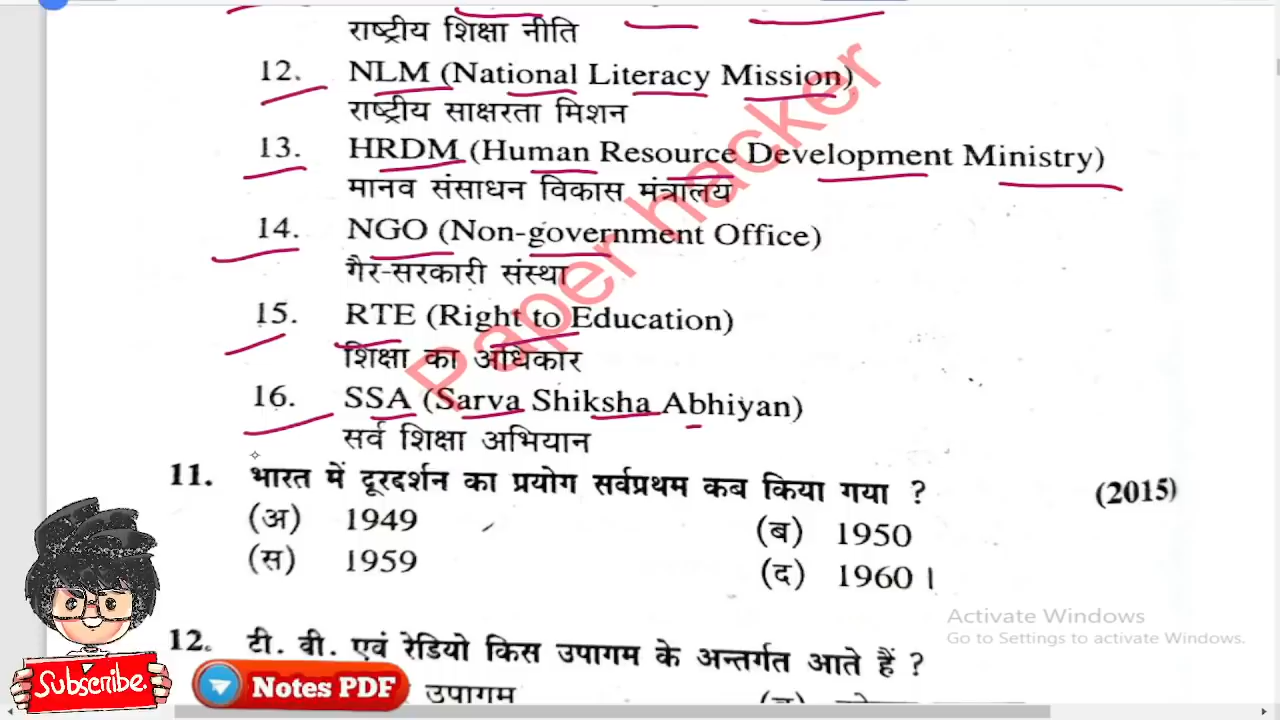 राष्ट्रीय शिक्षा नीति
12. NLM (National Literacy Mission)
राष्ट्रीय साक्षरता मिशन
13. HRDM (Human Resource Development Ministry)
मानव संसाधन विकास मंत्रालय
14. NGO (Non-government Office)
गैर-सरकारी संस्था
15. RTE (Right to Education)
शिक्षा का अधिकार
16. SSA (Sarva Shiksha Abhiyan)
सर्व शिक्षा अभियान
Paper hacker
11. भारत में दूरदर्शन का प्रयोग सर्वप्रथम कब किया गया ? (2015)
(अ) 1949 (ब) 1950
(स) 1959 (द) 1960।
Activate Windows
Go to Settings to activate Windows.
12. टी. वी. एवं रेडियो किस उपागम के अन्तर्गत आते हैं ?
उपागम
Subscribe.
Notes PDF